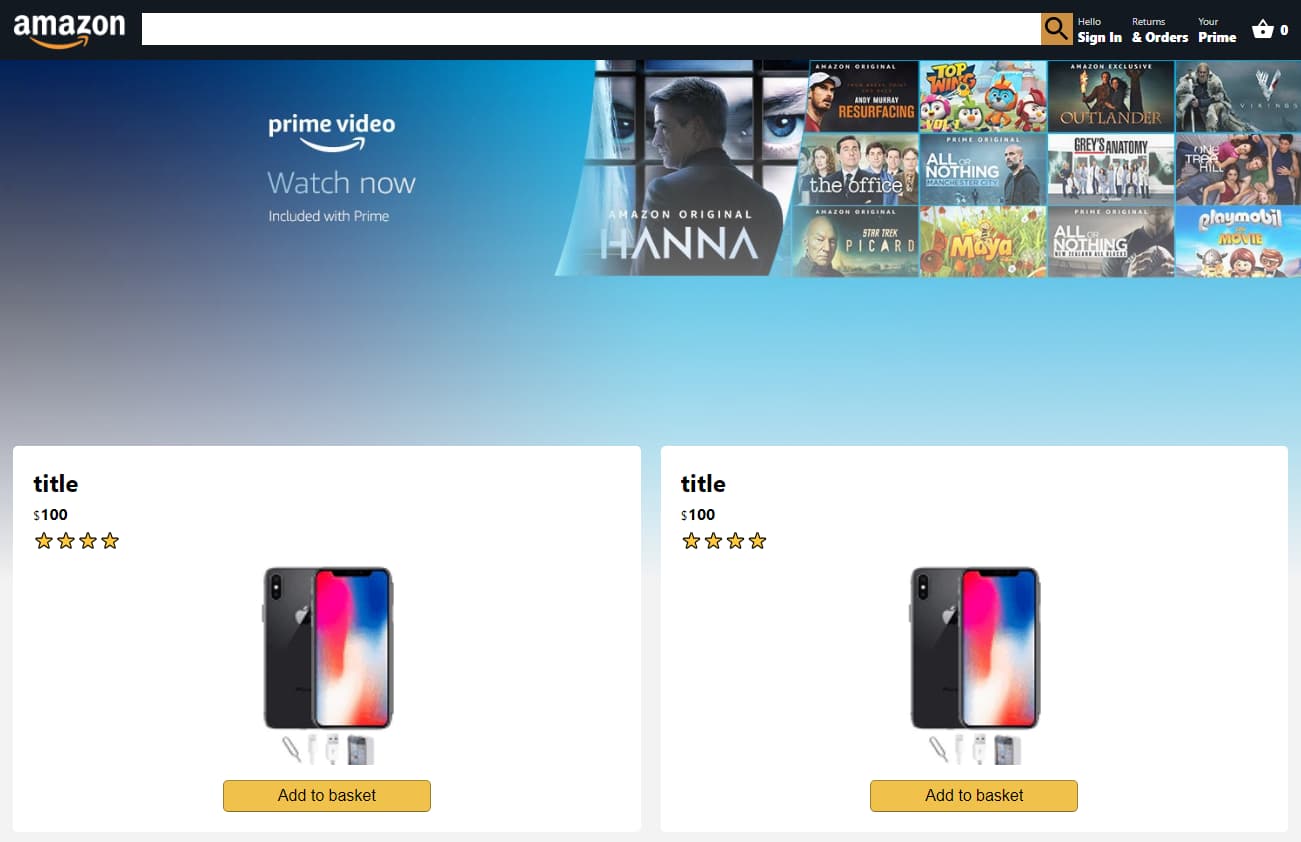 amazon
Hello
Sign In
Returns
& Orders
Your
Prime
0
prime video
Watch now
Included with Prime
AMAZON ORIGINAL
HANNA
AMAZON ORIGINAL
ANDY MURRAY
RESURFACING
TOP
WING
VOL.1
AMAZON EXCLUSIVE
OUTLANDER
VIKINGS
the office
PRIME ORIGINAL
ALL OR
NOTHING
MANCHESTER CITY
GREY'S ANATOMY
ONE
TREE
HILL
AMAZON ORIGINAL
STAR TREK
PICARD
Maya
PRIME ORIGINAL
ALL OR
NOTHING
NEW ZEALAND ALL BLACKS
playmobil
MOVIE
title
$100
title
$100
Add to basket
Add to basket